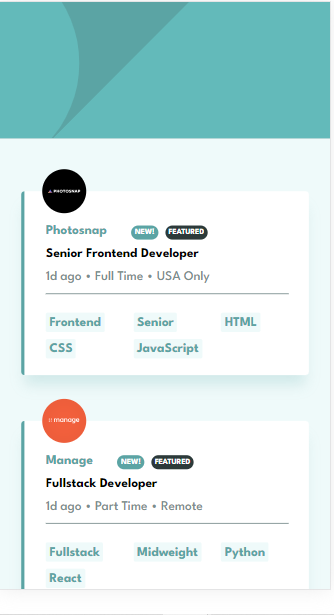 PHOTOSNAP
Photosnap NEW! FEATURED
Senior Frontend Developer
1d ago • Full Time • USA Only
Frontend Senior HTML
CSS JavaScript
manage
Manage NEW! FEATURED
Fullstack Developer
1d ago • Part Time • Remote
Fullstack Midweight Python
React